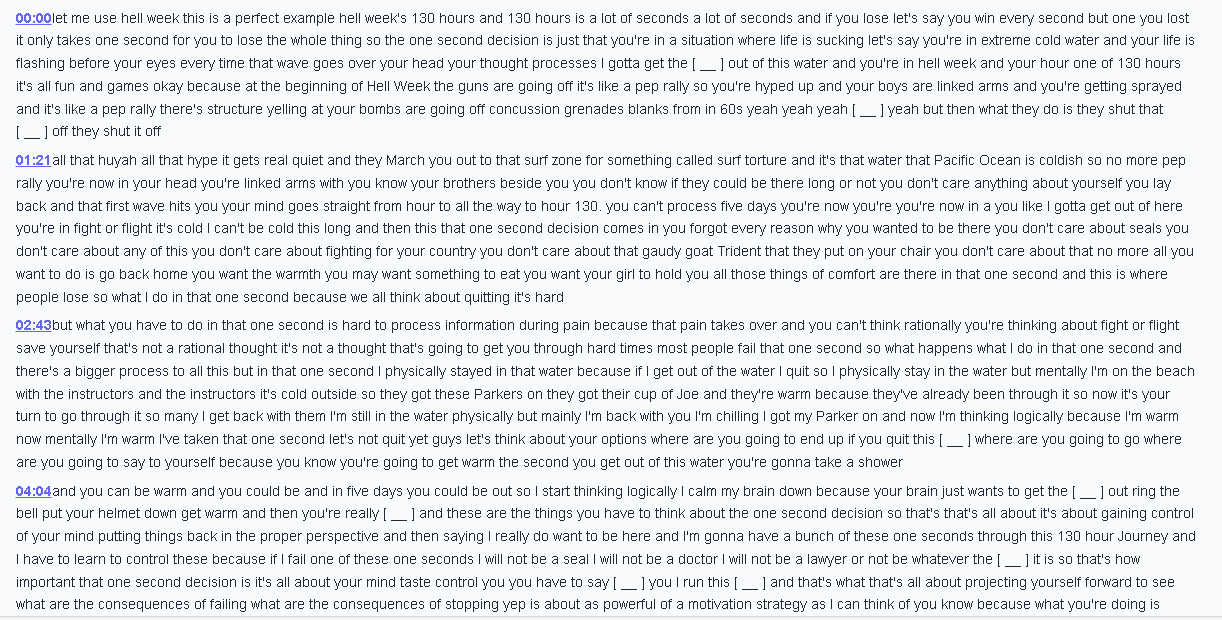 00:00let me use hell week this is a perfect example hell week's 130 hours and 130 hours is a lot of seconds a lot of seconds and if you lose let's say you win every second but one you lost
it only takes one second for you to lose the whole thing so the one second decision is just that you're in a situation where life is sucking let's say you're in extreme cold water and your life is
flashing before your eyes every time that wave goes over your head your thought processes I gotta get the [ __ ] out of this water and you're in hell week and your hour one of 130 hours
it's all fun and games okay because at the beginning of Hell Week the guns are going off it's like a pep rally so you're hyped up and your boys are linked arms and you're getting sprayed
and it's like a pep rally there's structure yelling at your bombs are going off concussion grenades blanks from in 60s yeah yeah yeah [ __ ] yeah but then what they do is they shut that
[ __ ] off they shut it off
01:21all that huyah all that hype it gets real quiet and they March you out to that surf zone for something called surf torture and it's that water that Pacific Ocean is coldish so no more pep
rally you're now in your head you're linked arms with you know your brothers beside you you don't know if they could be there long or not you don't care anything about yourself you lay
back and that first wave hits you your mind goes straight from hour to all the way to hour 130. you can't process five days you're now you're you're now in a you like I gotta get out of here
you're in fight or flight it's cold I can't be cold this long and then this that one second decision comes in you forgot every reason why you wanted to be there you don't care about seals you
don't care about any of this you don't care about fighting for your country you don't care about that gaudy goat Trident that they put on your chair you don't care about that no more all you
want to do is go back home you want the warmth you may want something to eat you want your girl to hold you all those things of comfort are there in that one second and this is where
people lose so what I do in that one second because we all think about quitting it's hard
02:43but what you have to do in that one second is hard to process information during pain because that pain takes over and you can't think rationally you're thinking about fight or flight
save yourself that's not a rational thought it's not a thought that's going to get you through hard times most people fail that one second so what happens what I do in that one second and
there's a bigger process to all this but in that one second I physically stayed in that water because if I get out of the water I quit so I physically stay in the water but mentally I'm on the beach
with the instructors and the instructors it's cold outside so they got these Parkers on they got their cup of Joe and they're warm because they've already been through it so now it's your
turn to go through it so many I get back with them I'm still in the water physically but mainly I'm back with you I'm chilling I got my Parker on and now I'm thinking logically because I'm warm
now mentally I'm warm I've taken that one second let's not quit yet guys let's think about your options where are you going to end up if you quit this [ __ ] where are you going to go where
are you going to say to yourself because you know you're going to get warm the second you get out of this water you're gonna take a shower
04:04and you can be warm and you could be and in five days you could be out so I start thinking logically I calm my brain down because your brain just wants to get the [ __ ] out ring the
bell put your helmet down get warm and then you're really [ __ ] and these are the things you have to think about the one second decision so that's that's all about it's about gaining control
of your mind putting things back in the proper perspective and then saying I really do want to be here and I'm gonna have a bunch of these one seconds through this 130 hour Journey and
I have to learn to control these because if I fail one of these one seconds I will not be a seal I will not be a doctor I will not be a lawyer or not be whatever the [ __ ] it is so that's how
important that one second decision is it's all about your mind taste control you you have to say [ __ ] you I run this [ __ ] and that's what that's all about projecting yourself forward to see
what are the consequences of failing what are the consequences of stopping yep is about as powerful of a motivation strategy as I can think of you know because what you're doing is